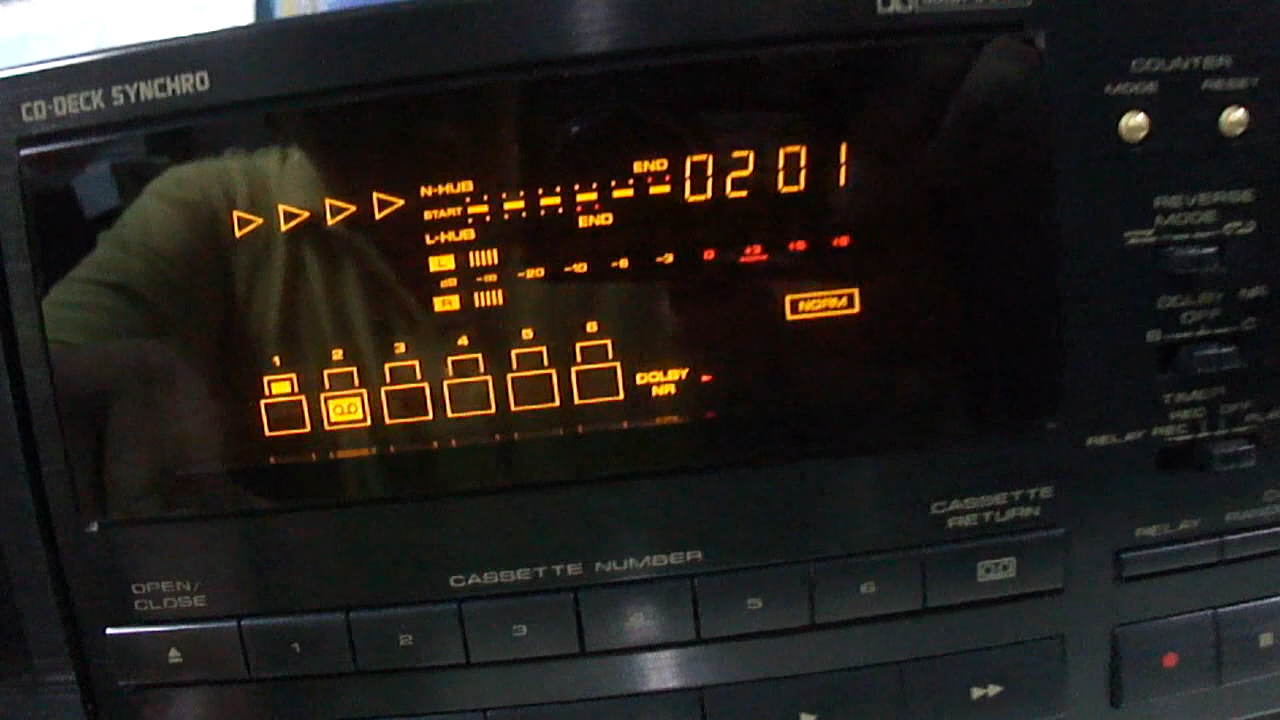 CD-DECK SYNCHRO
COUNTER
MODE RESET
N-HUB END 0201
START
END
L-HUB
L
dB -∞ -20 -10 -6 -3 0 +3 +6 +8
R
NORM
REVERSE
MODE
DOLBY NR
OFF
B C
1 2 3 4 5 6
DOLBY
NR
TIMER
REC OFF PLAY
RELAY REC
CASSETTE
RETURN
RELAY
CASSETTE NUMBER
OPEN/
CLOSE
1 2 3 4 5 6